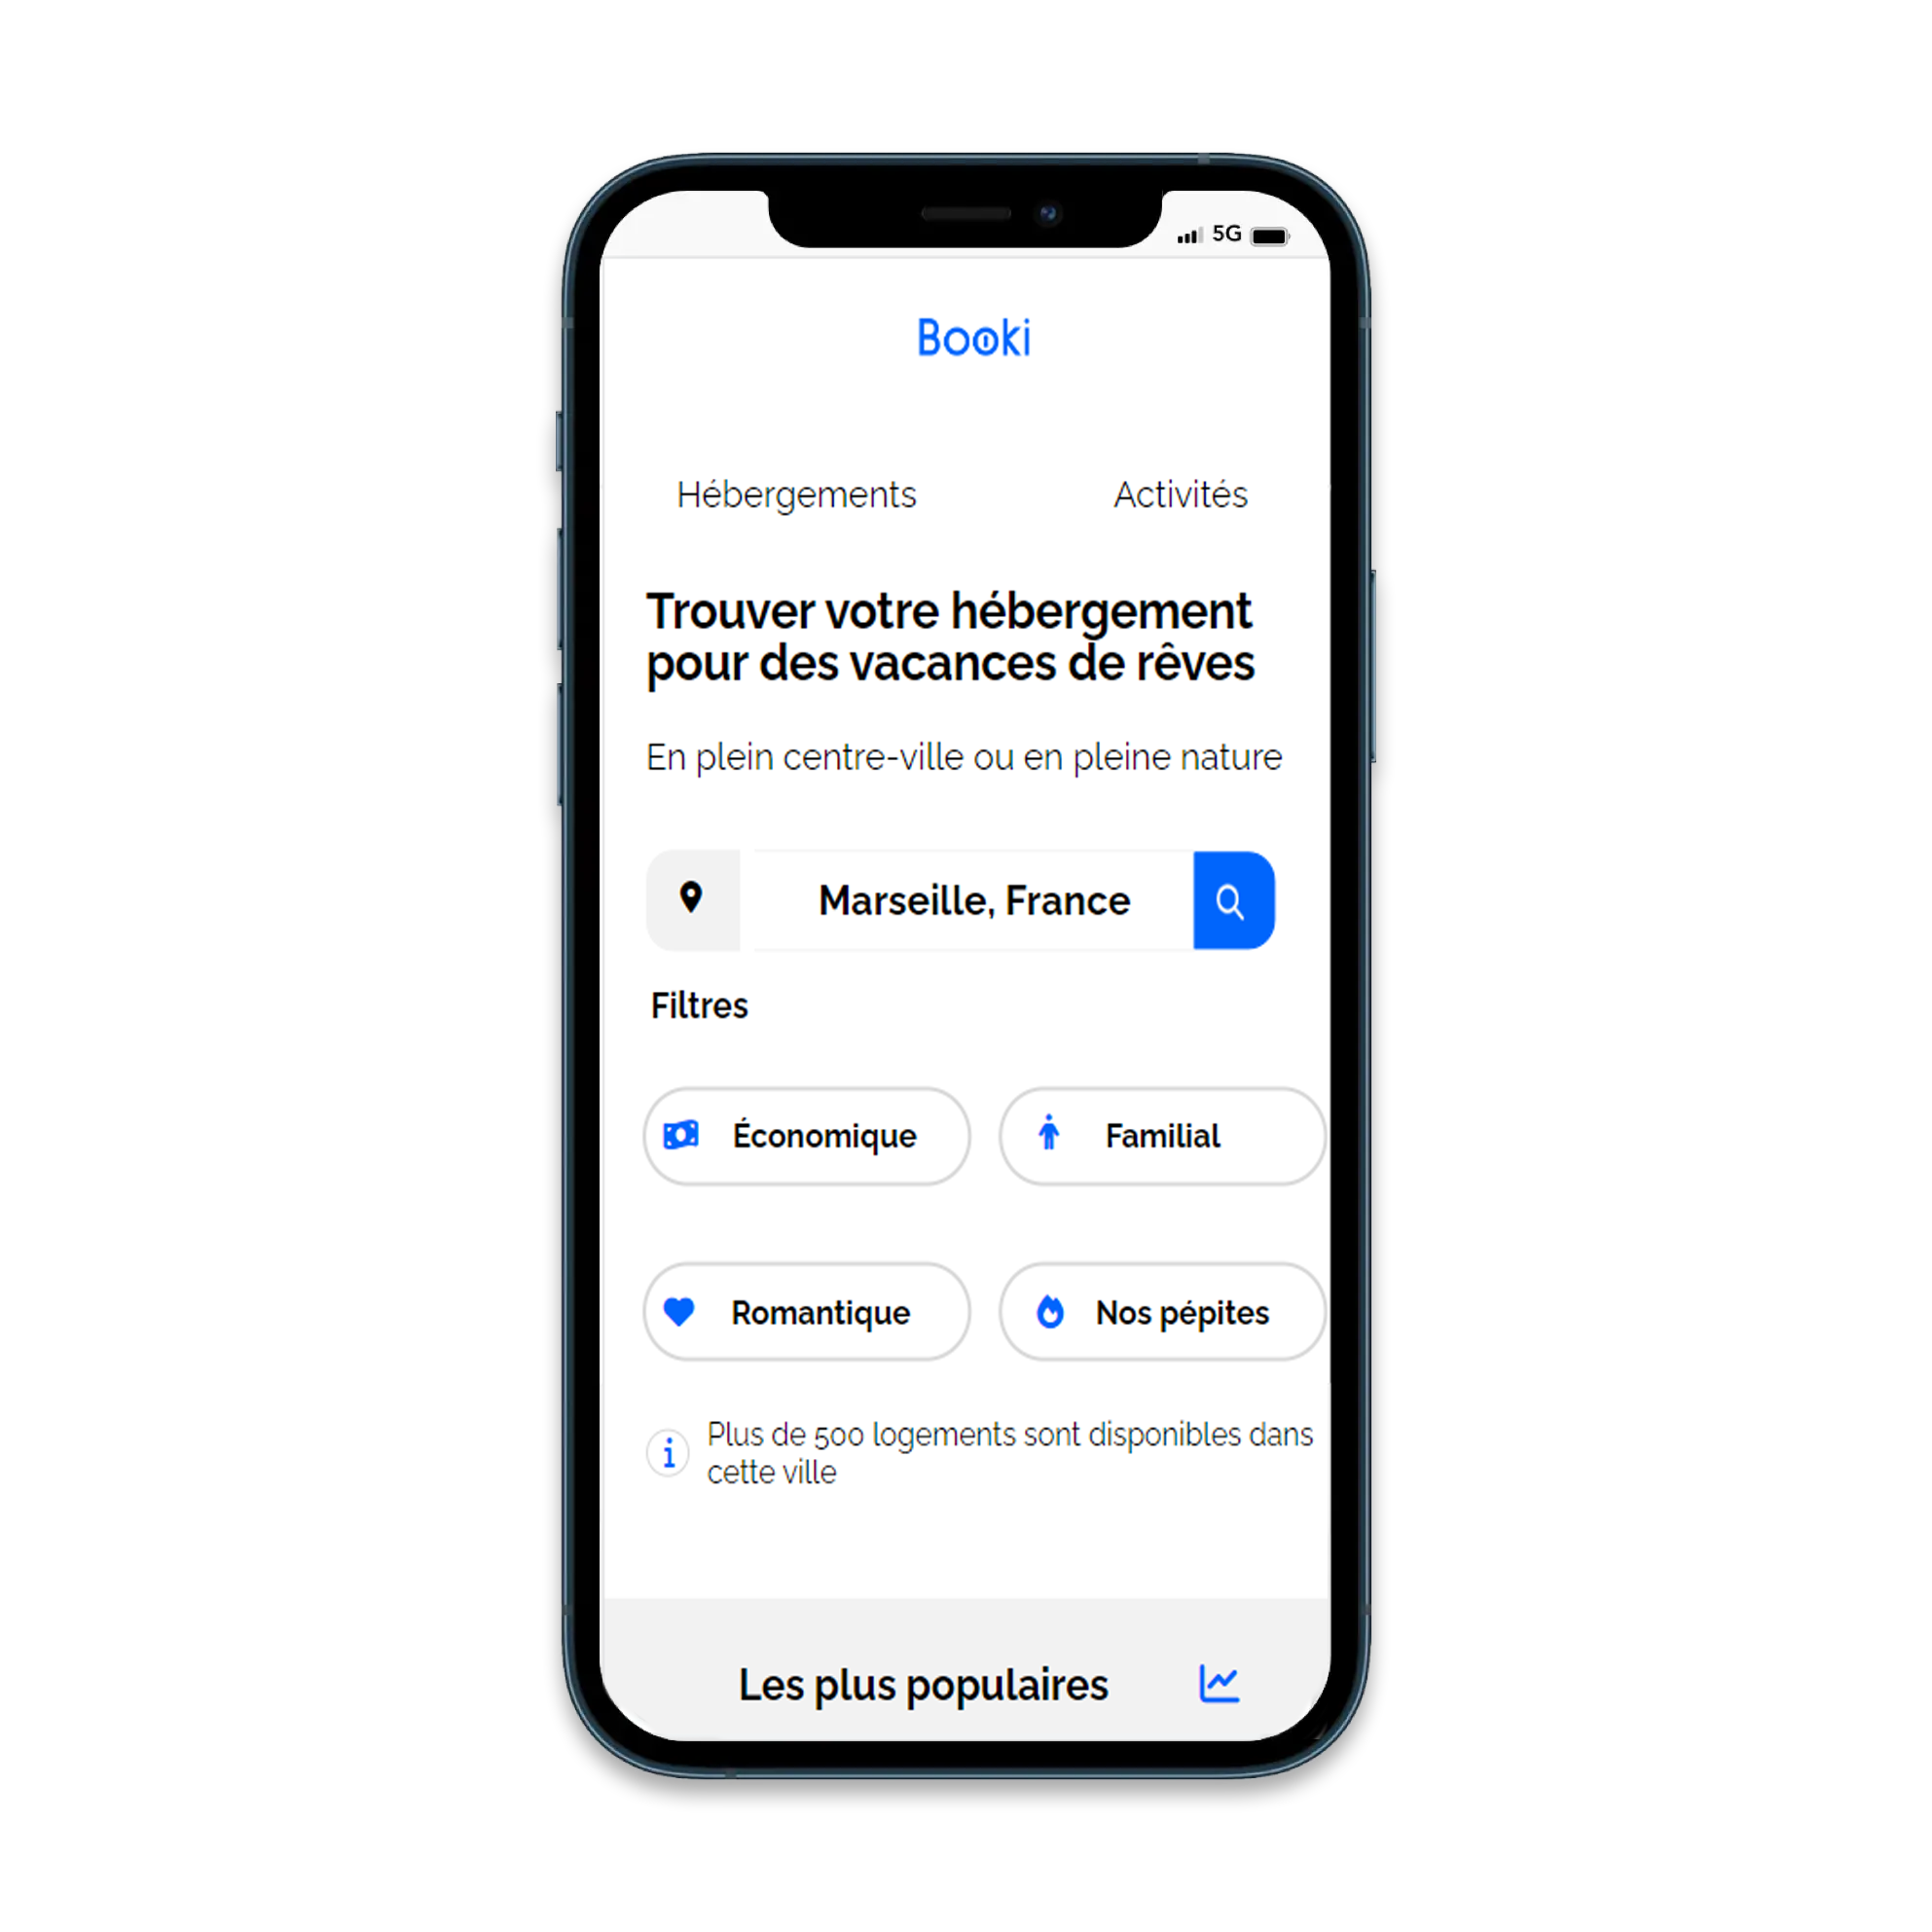 5G
Booki
Hébergements
Activités
Trouver votre hébergement
pour des vacances de rêves
En plein centre-ville ou en pleine nature
Marseille, France
Filtres
Économique
Familial
Romantique
Nos pépites
Plus de 500 logements sont disponibles dans
cette ville
Les plus populaires